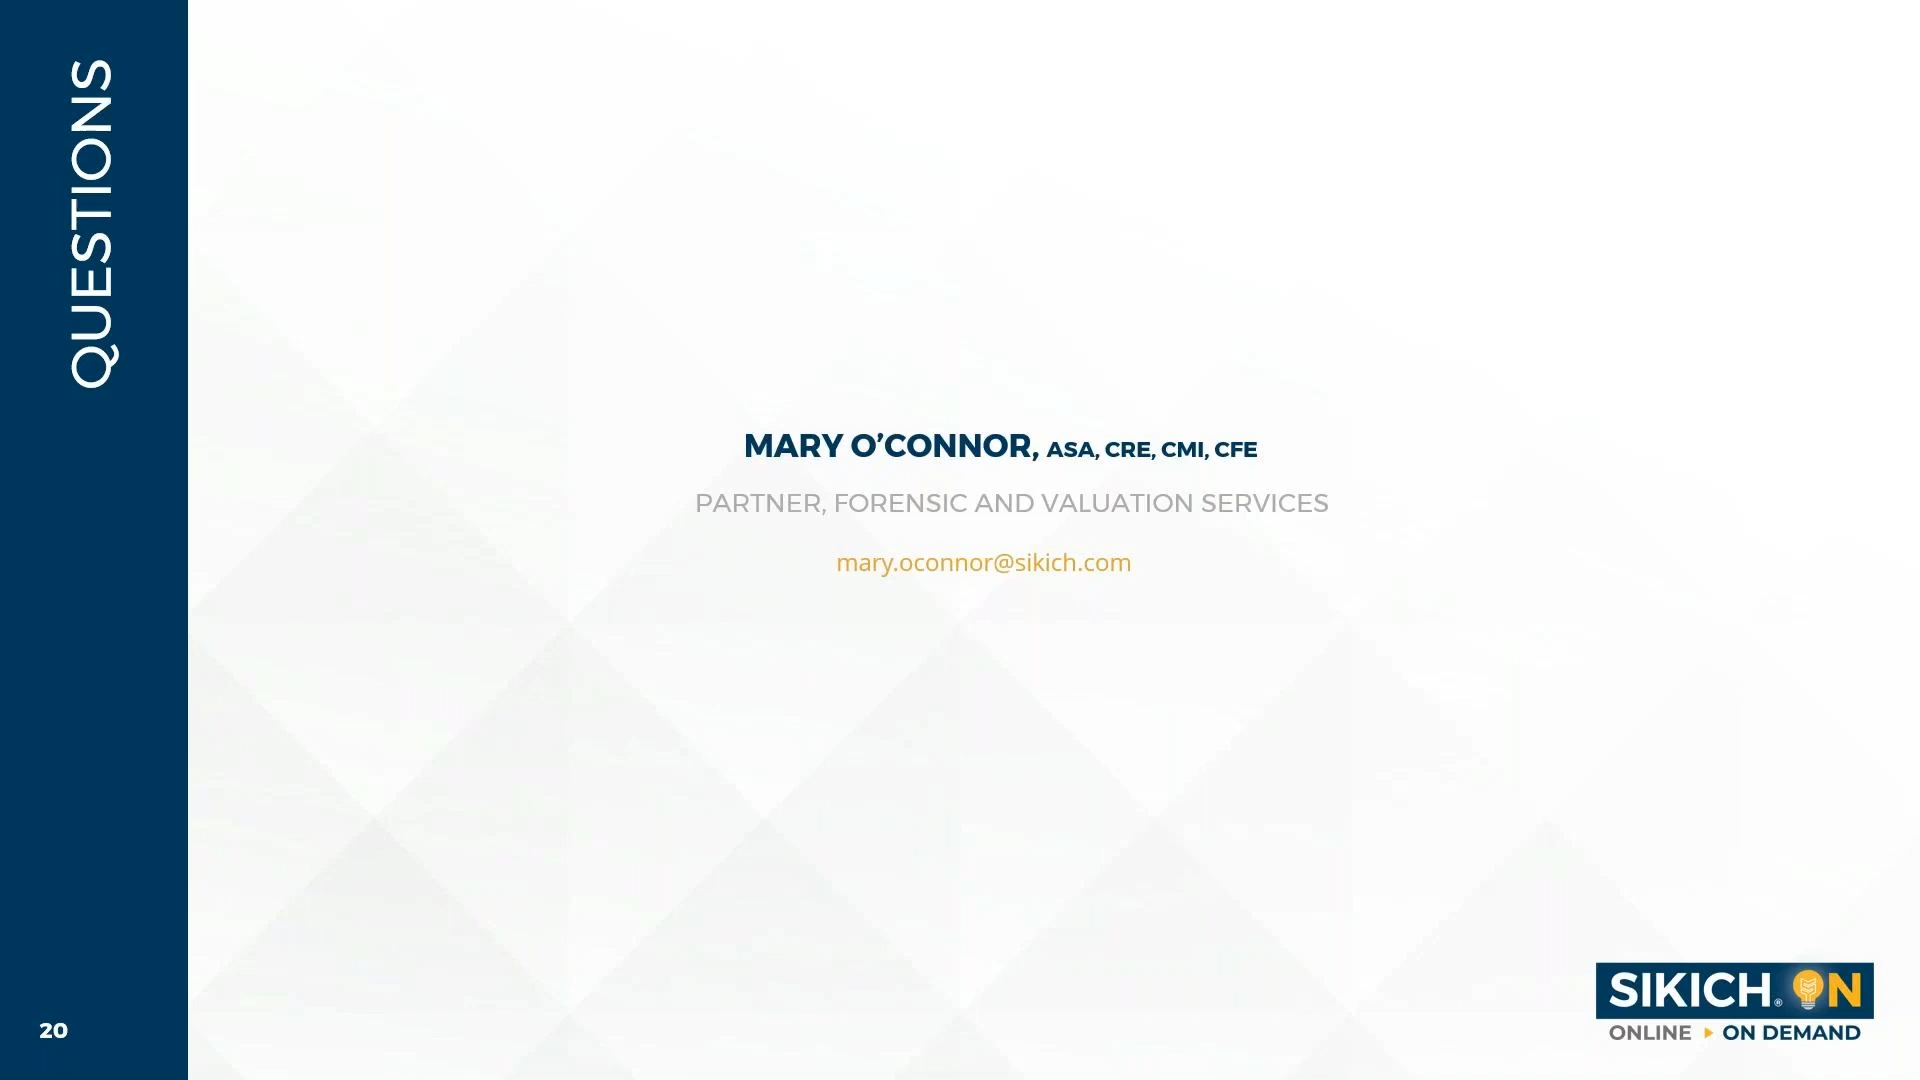 QUESTIONS
MARY O’CONNOR, ASA, CRE, CMI, CFE
PARTNER, FORENSIC AND VALUATION SERVICES
mary.oconnor@sikich.com
20
SIKICH® ON
ONLINE ▸ ON DEMAND